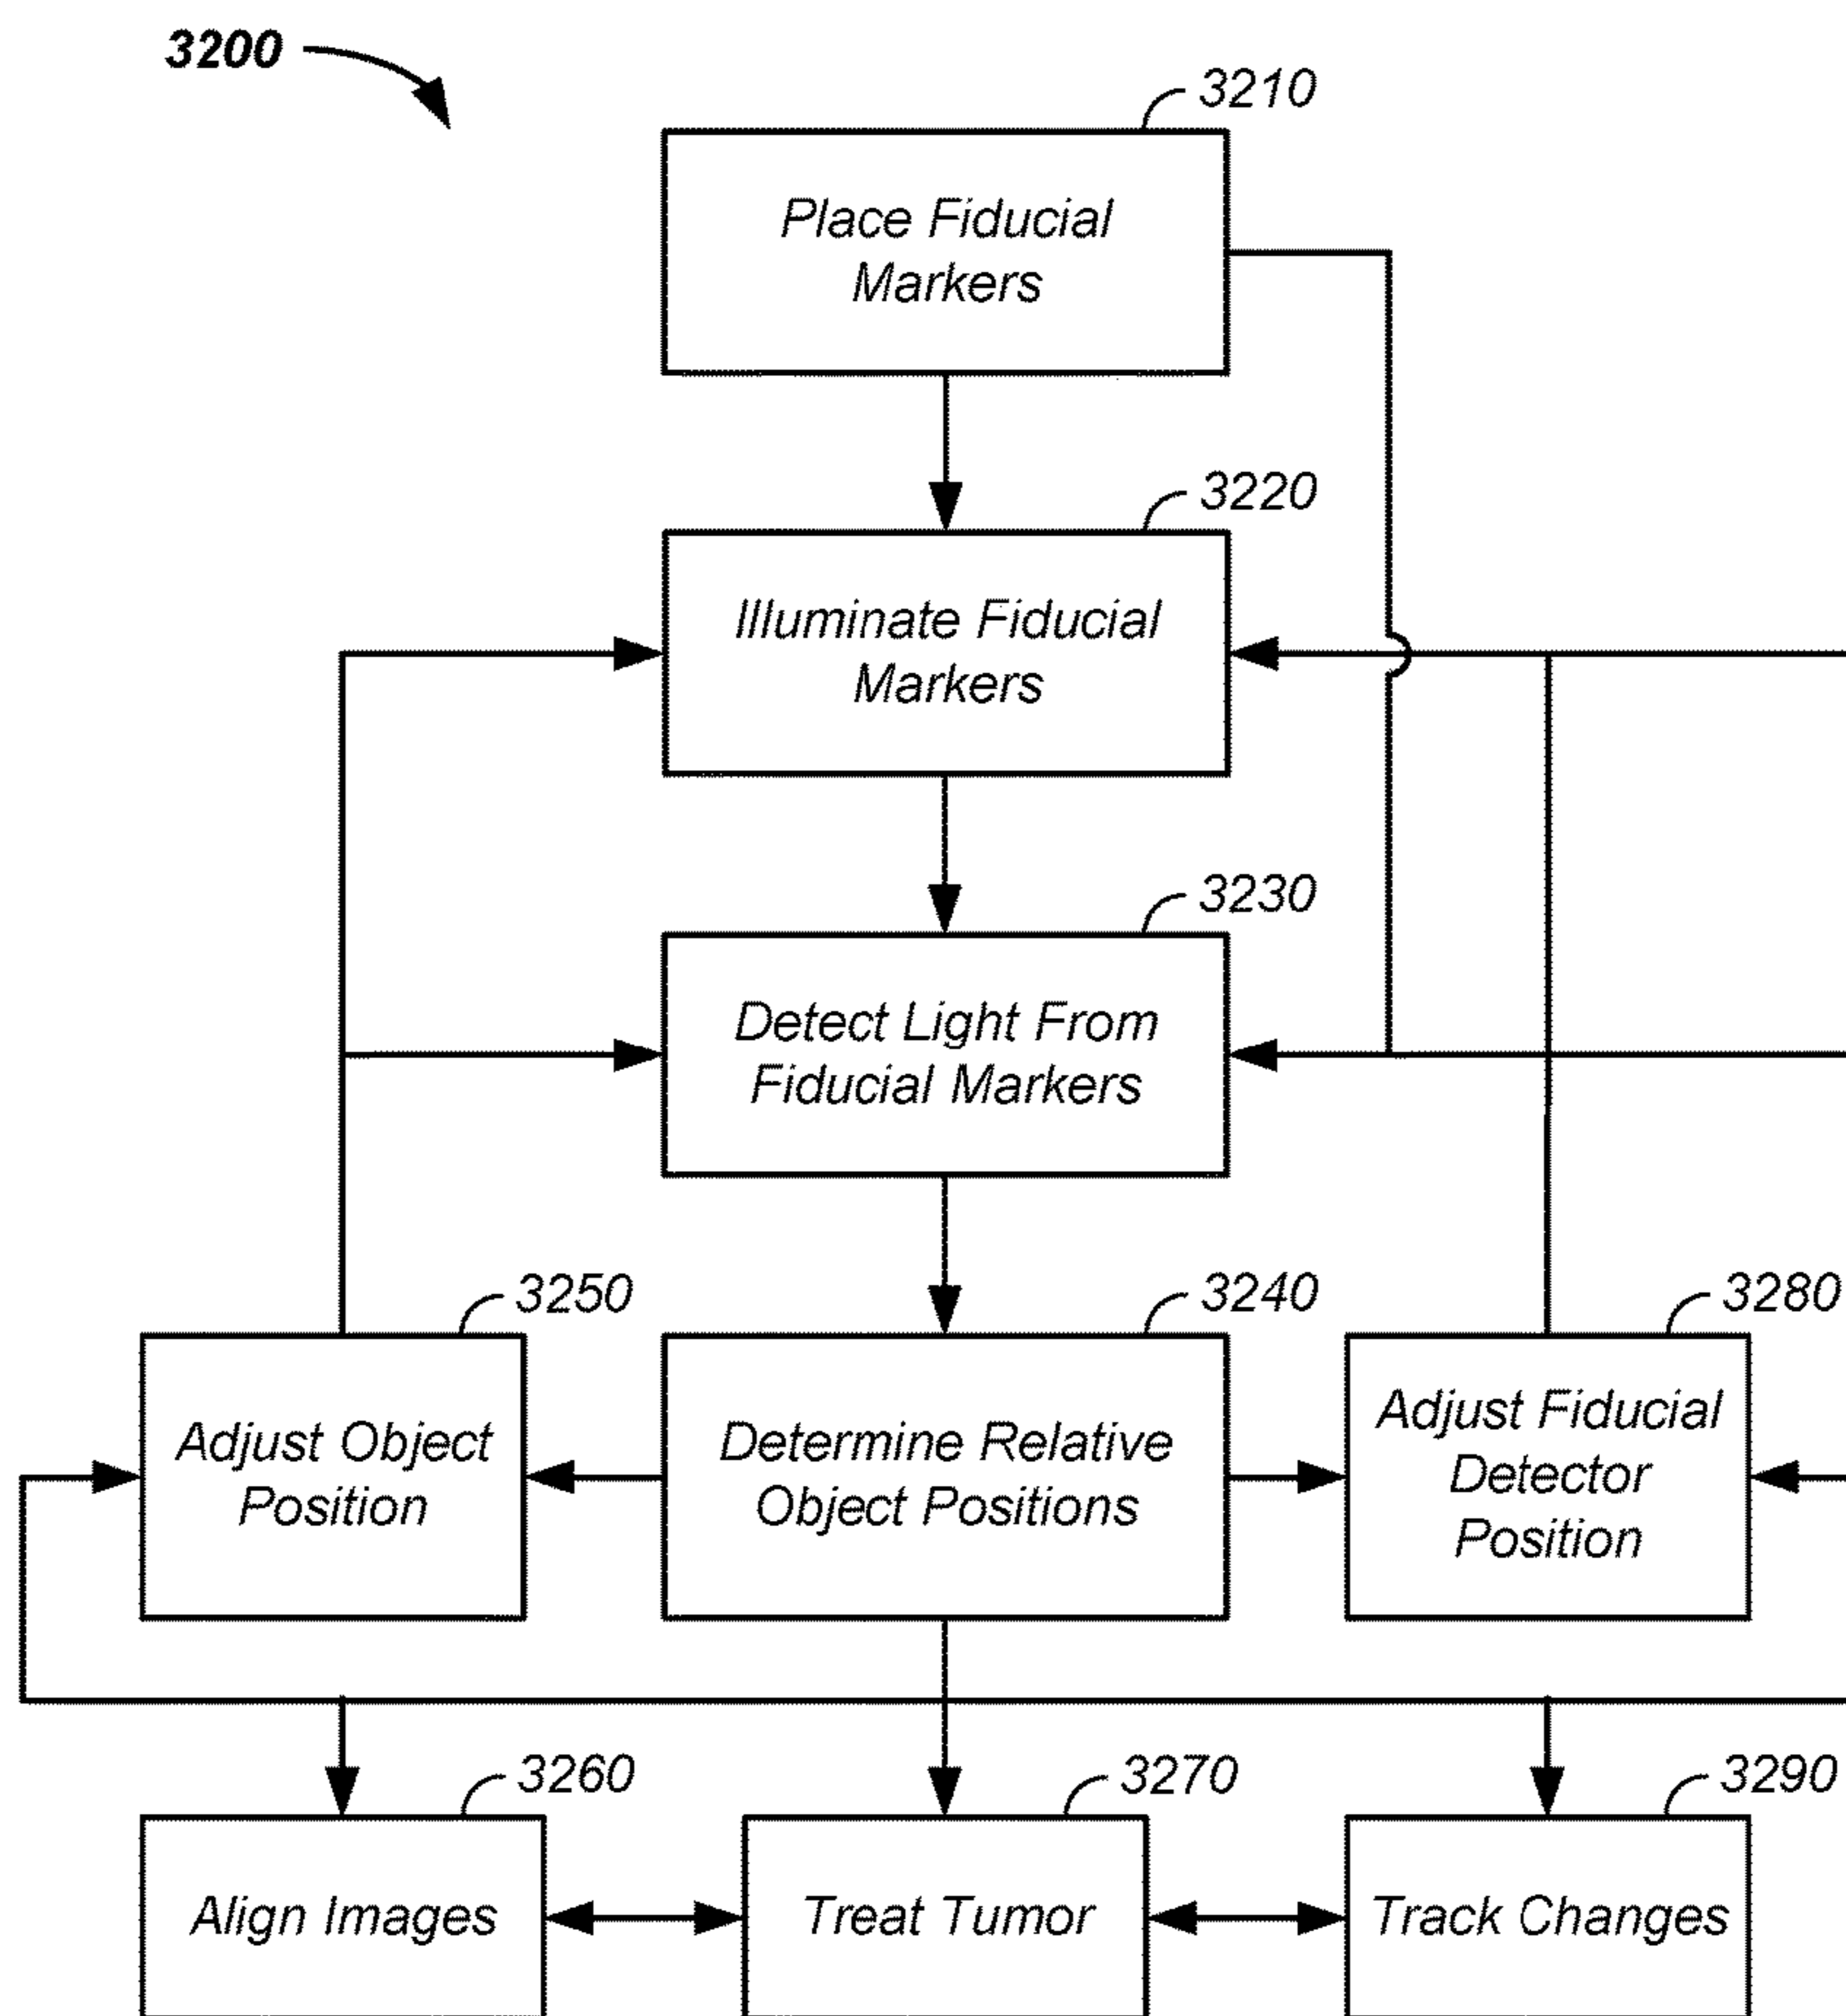 3200
3210
Place Fiducial
Markers
3220
Illuminate Fiducial
Markers
3230
Detect Light From
Fiducial Markers
3250
3240
3280
Adjust Object
Position
Determine Relative
Object Positions
Adjust Fiducial
Detector
Position
3260
3270
3290
Align Images
Treat Tumor
Track Changes